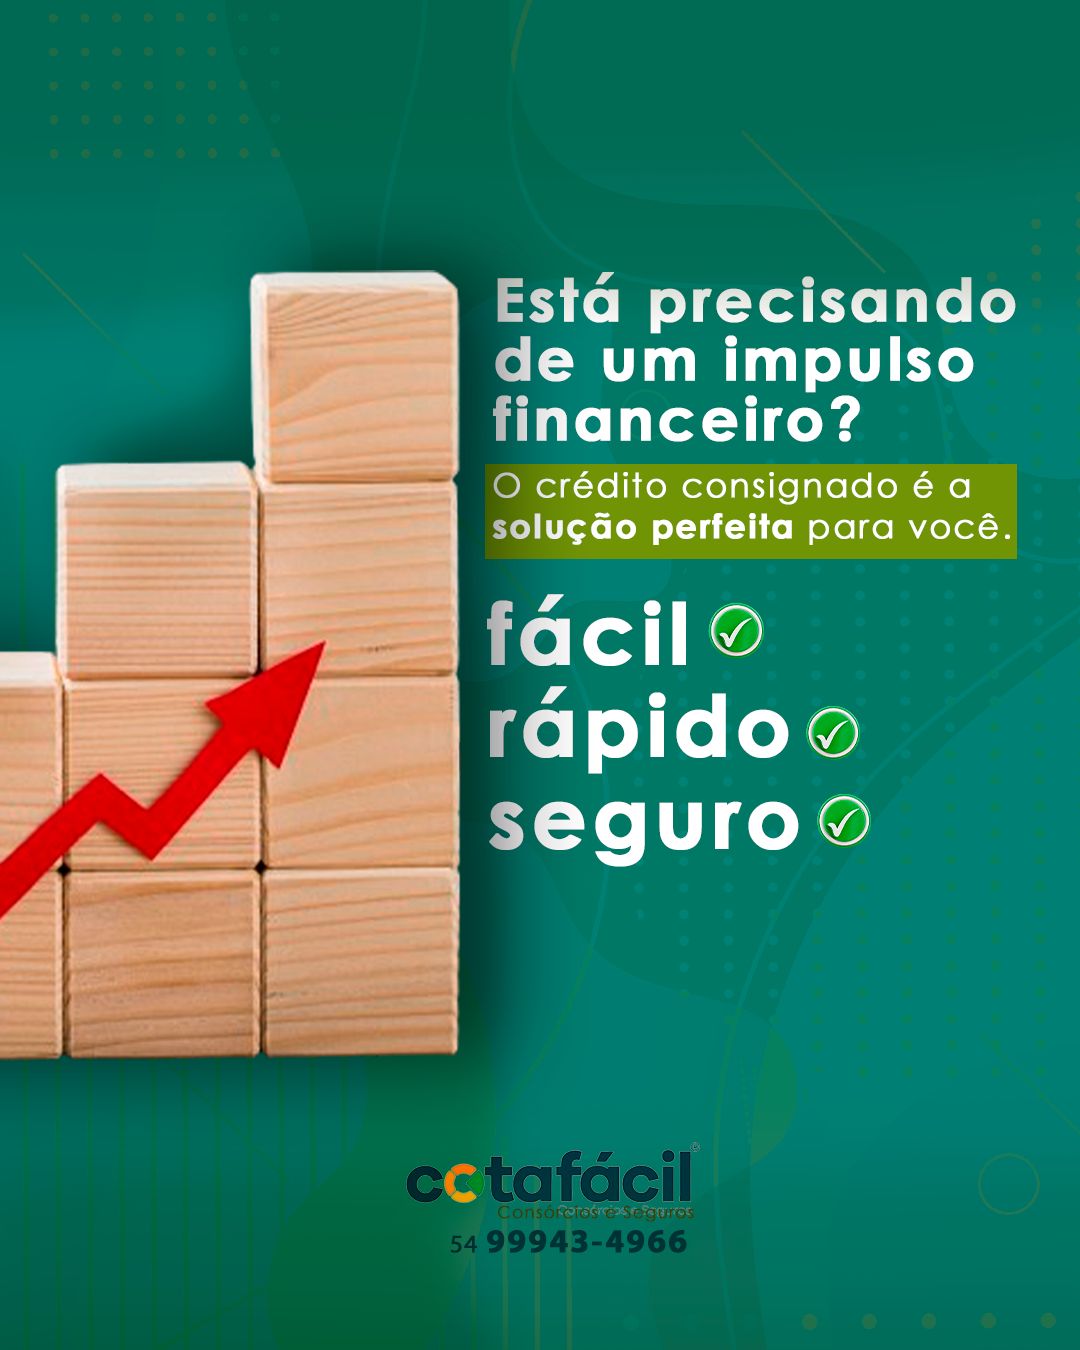 Está precisando
de um impulso
financeiro?
O crédito consignado é a
solução perfeita para você.
fácil
rápido
seguro
cotafácil®
Consórcios e Seguros
54 99943-4966